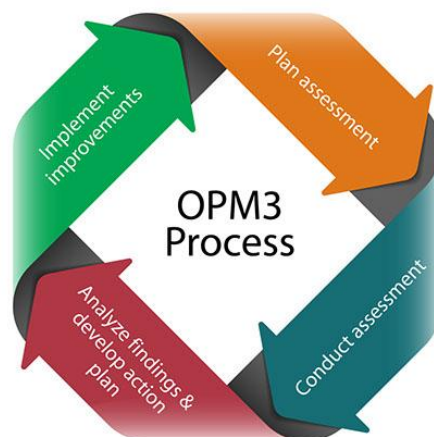 Plan assessment
Implement
improvements
OPM3
Process
Conduct assessment
Analyze findings &
develop action
plan